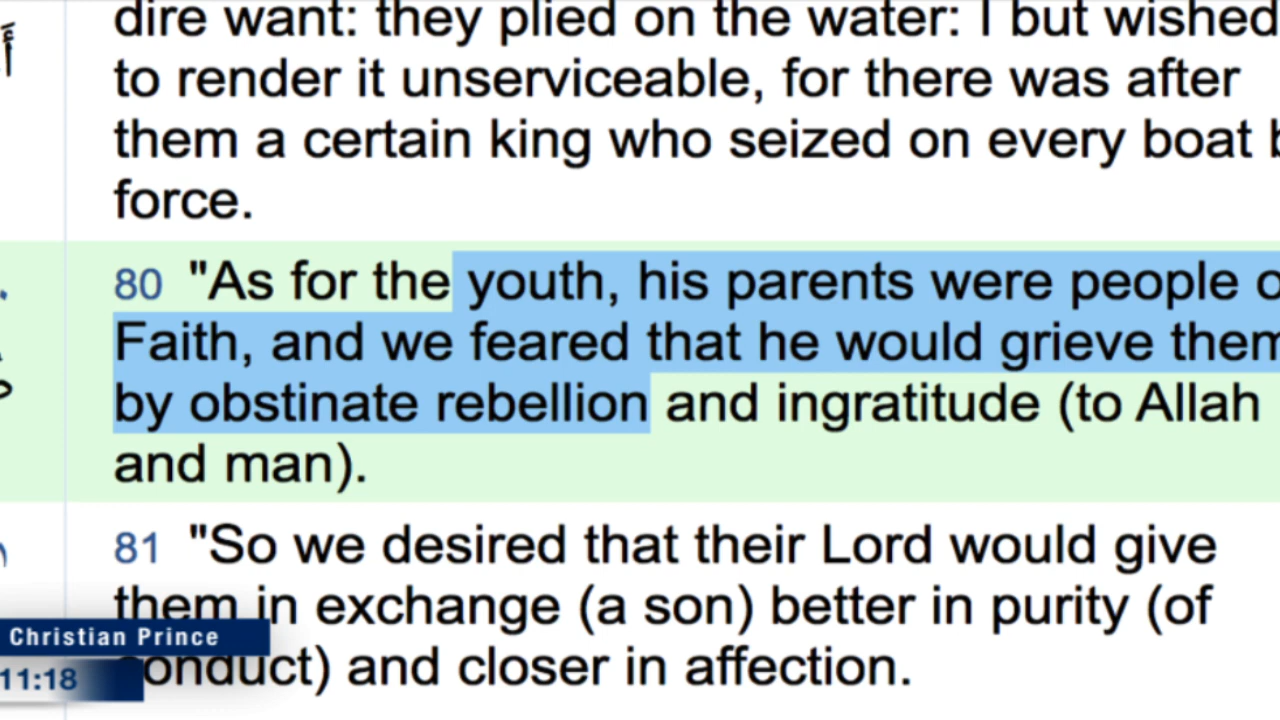 dire want: they plied on the water: I but wished
to render it unserviceable, for there was after
them a certain king who seized on every boat
force.
80 "As for the youth, his parents were people
Faith, and we feared that he would grieve them
by obstinate rebellion and ingratitude (to Allah
and man).
81 "So we desired that their Lord would give
them in exchange (a son) better in purity (of
conduct) and closer in affection.
Christian Prince
11:18